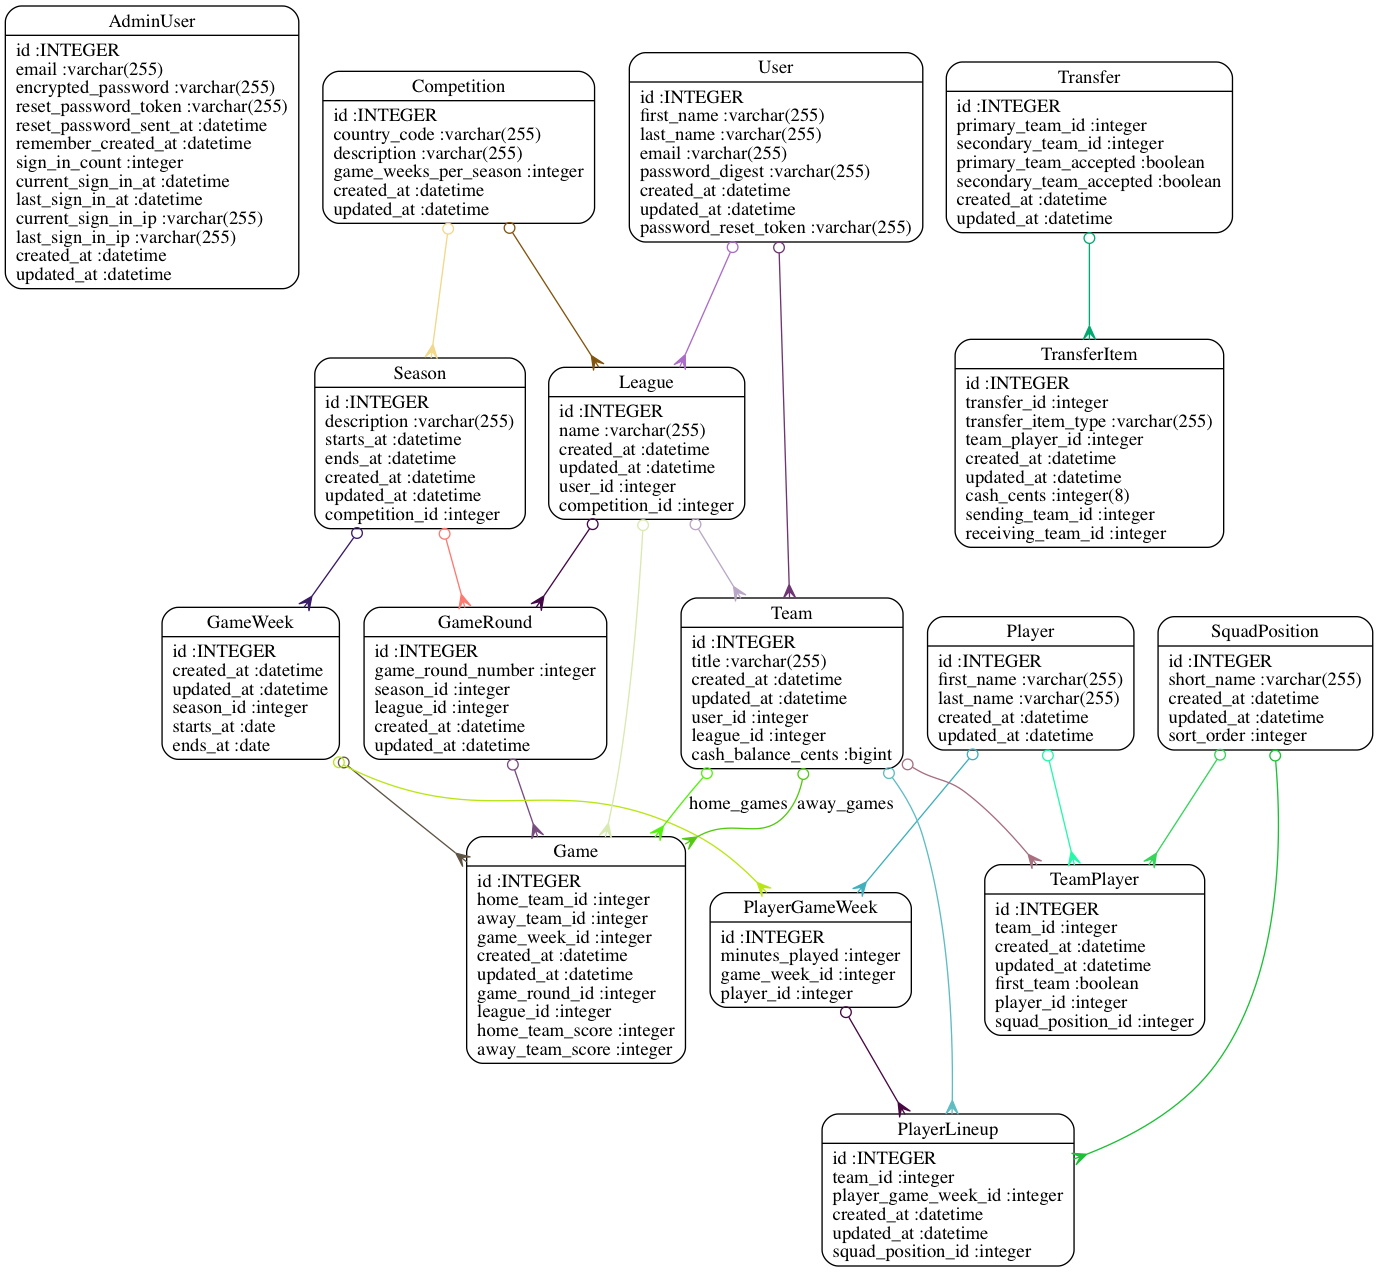 AdminUser
id :INTEGER
email :varchar(255)
encrypted_password :varchar(255)
reset_password_token :varchar(255)
reset_password_sent_at :datetime
remember_created_at :datetime
sign_in_count :integer
current_sign_in_at :datetime
last_sign_in_at :datetime
current_sign_in_ip :varchar(255)
last_sign_in_ip :varchar(255)
created_at :datetime
updated_at :datetime
Competition
id :INTEGER
country_code :varchar(255)
description :varchar(255)
game_weeks_per_season :integer
created_at :datetime
updated_at :datetime
User
id :INTEGER
first_name :varchar(255)
last_name :varchar(255)
email :varchar(255)
password_digest :varchar(255)
created_at :datetime
updated_at :datetime
password_reset_token :varchar(255)
Transfer
id :INTEGER
primary_team_id :integer
secondary_team_id :integer
primary_team_accepted :boolean
secondary_team_accepted :boolean
created_at :datetime
updated_at :datetime
Season
id :INTEGER
description :varchar(255)
starts_at :datetime
ends_at :datetime
created_at :datetime
updated_at :datetime
competition_id :integer
League
id :INTEGER
name :varchar(255)
created_at :datetime
updated_at :datetime
user_id :integer
competition_id :integer
TransferItem
id :INTEGER
transfer_id :integer
transfer_item_type :varchar(255)
team_player_id :integer
created_at :datetime
updated_at :datetime
cash_cents :integer(8)
sending_team_id :integer
receiving_team_id :integer
GameWeek
id :INTEGER
created_at :datetime
updated_at :datetime
season_id :integer
starts_at :date
ends_at :date
GameRound
id :INTEGER
game_round_number :integer
season_id :integer
league_id :integer
created_at :datetime
updated_at :datetime
Team
id :INTEGER
title :varchar(255)
created_at :datetime
updated_at :datetime
user_id :integer
league_id :integer
cash_balance_cents :bigint
Player
id :INTEGER
first_name :varchar(255)
last_name :varchar(255)
created_at :datetime
updated_at :datetime
SquadPosition
id :INTEGER
short_name :varchar(255)
created_at :datetime
updated_at :datetime
sort_order :integer
home_games
away_games
Game
id :INTEGER
home_team_id :integer
away_team_id :integer
game_week_id :integer
created_at :datetime
updated_at :datetime
game_round_id :integer
league_id :integer
home_team_score :integer
away_team_score :integer
PlayerGameWeek
id :INTEGER
minutes_played :integer
game_week_id :integer
player_id :integer
TeamPlayer
id :INTEGER
team_id :integer
created_at :datetime
updated_at :datetime
first_team :boolean
player_id :integer
squad_position_id :integer
PlayerLineup
id :INTEGER
team_id :integer
player_game_week_id :integer
created_at :datetime
updated_at :datetime
squad_position_id :integer